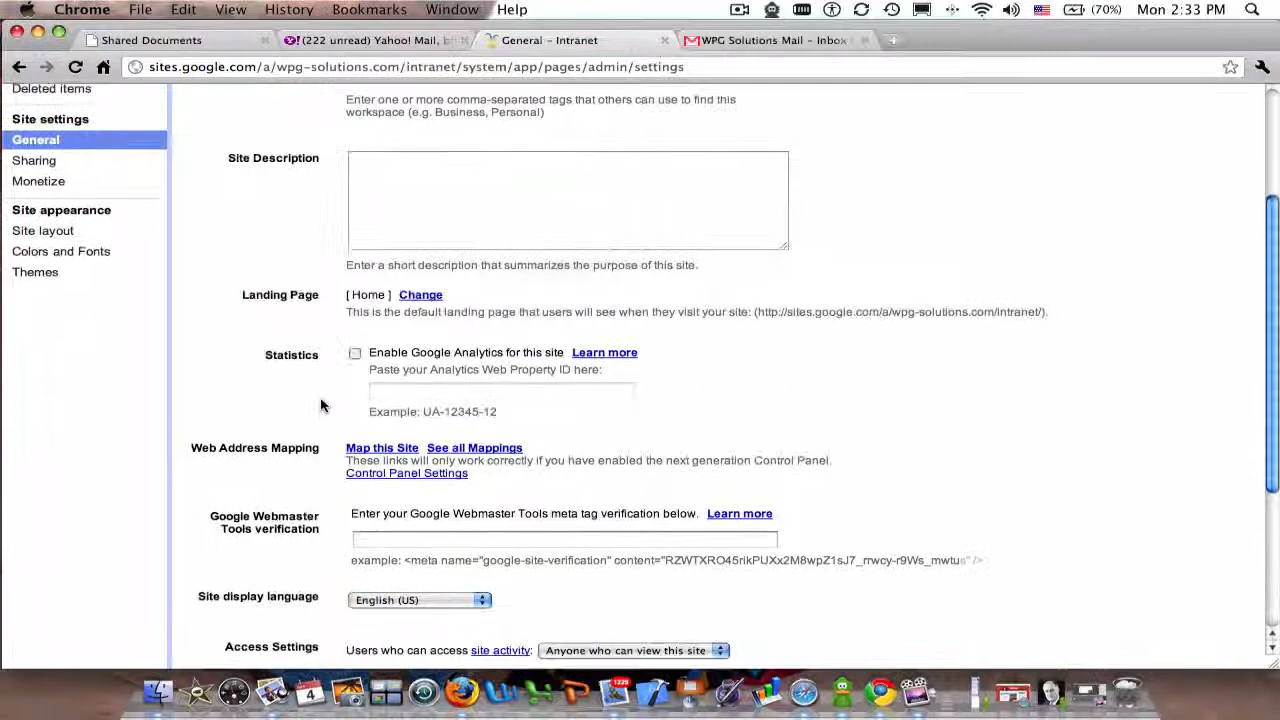 Chrome File Edit View History Bookmarks Window Help (70%) Mon 2:33 PM
Shared Documents (222 unread) Yahoo! Mail, General - Intranet WPG Solutions Mail - Inbox
sites.google.com/a/wpg-solutions.com/intranet/system/app/pages/admin/settings
Deleted items
Site settings
General
Sharing
Monetize
Site appearance
Site layout
Colors and Fonts
Themes
Enter one or more comma-separated tags that others can use to find this
workspace (e.g. Business, Personal)
Site Description
Enter a short description that summarizes the purpose of this site.
Landing Page [ Home ] Change
This is the default landing page that users will see when they visit your site: (http://sites.google.com/a/wpg-solutions.com/intranet/).
Statistics Enable Google Analytics for this site Learn more
Paste your Analytics Web Property ID here:
Example: UA-12345-12
Web Address Mapping Map this Site See all Mappings
These links will only work correctly if you have enabled the next generation Control Panel.
Control Panel Settings
Google Webmaster Tools verification Enter your Google Webmaster Tools meta tag verification below. Learn more
example: <meta name="google-site-verification" content="RZWTXRO45rikPUXx2M8wpZ1sJ7_rrwcy-r9Ws_mwtus" />
Site display language English (US)
Access Settings Users who can access site activity: Anyone who can view this site
4
1229